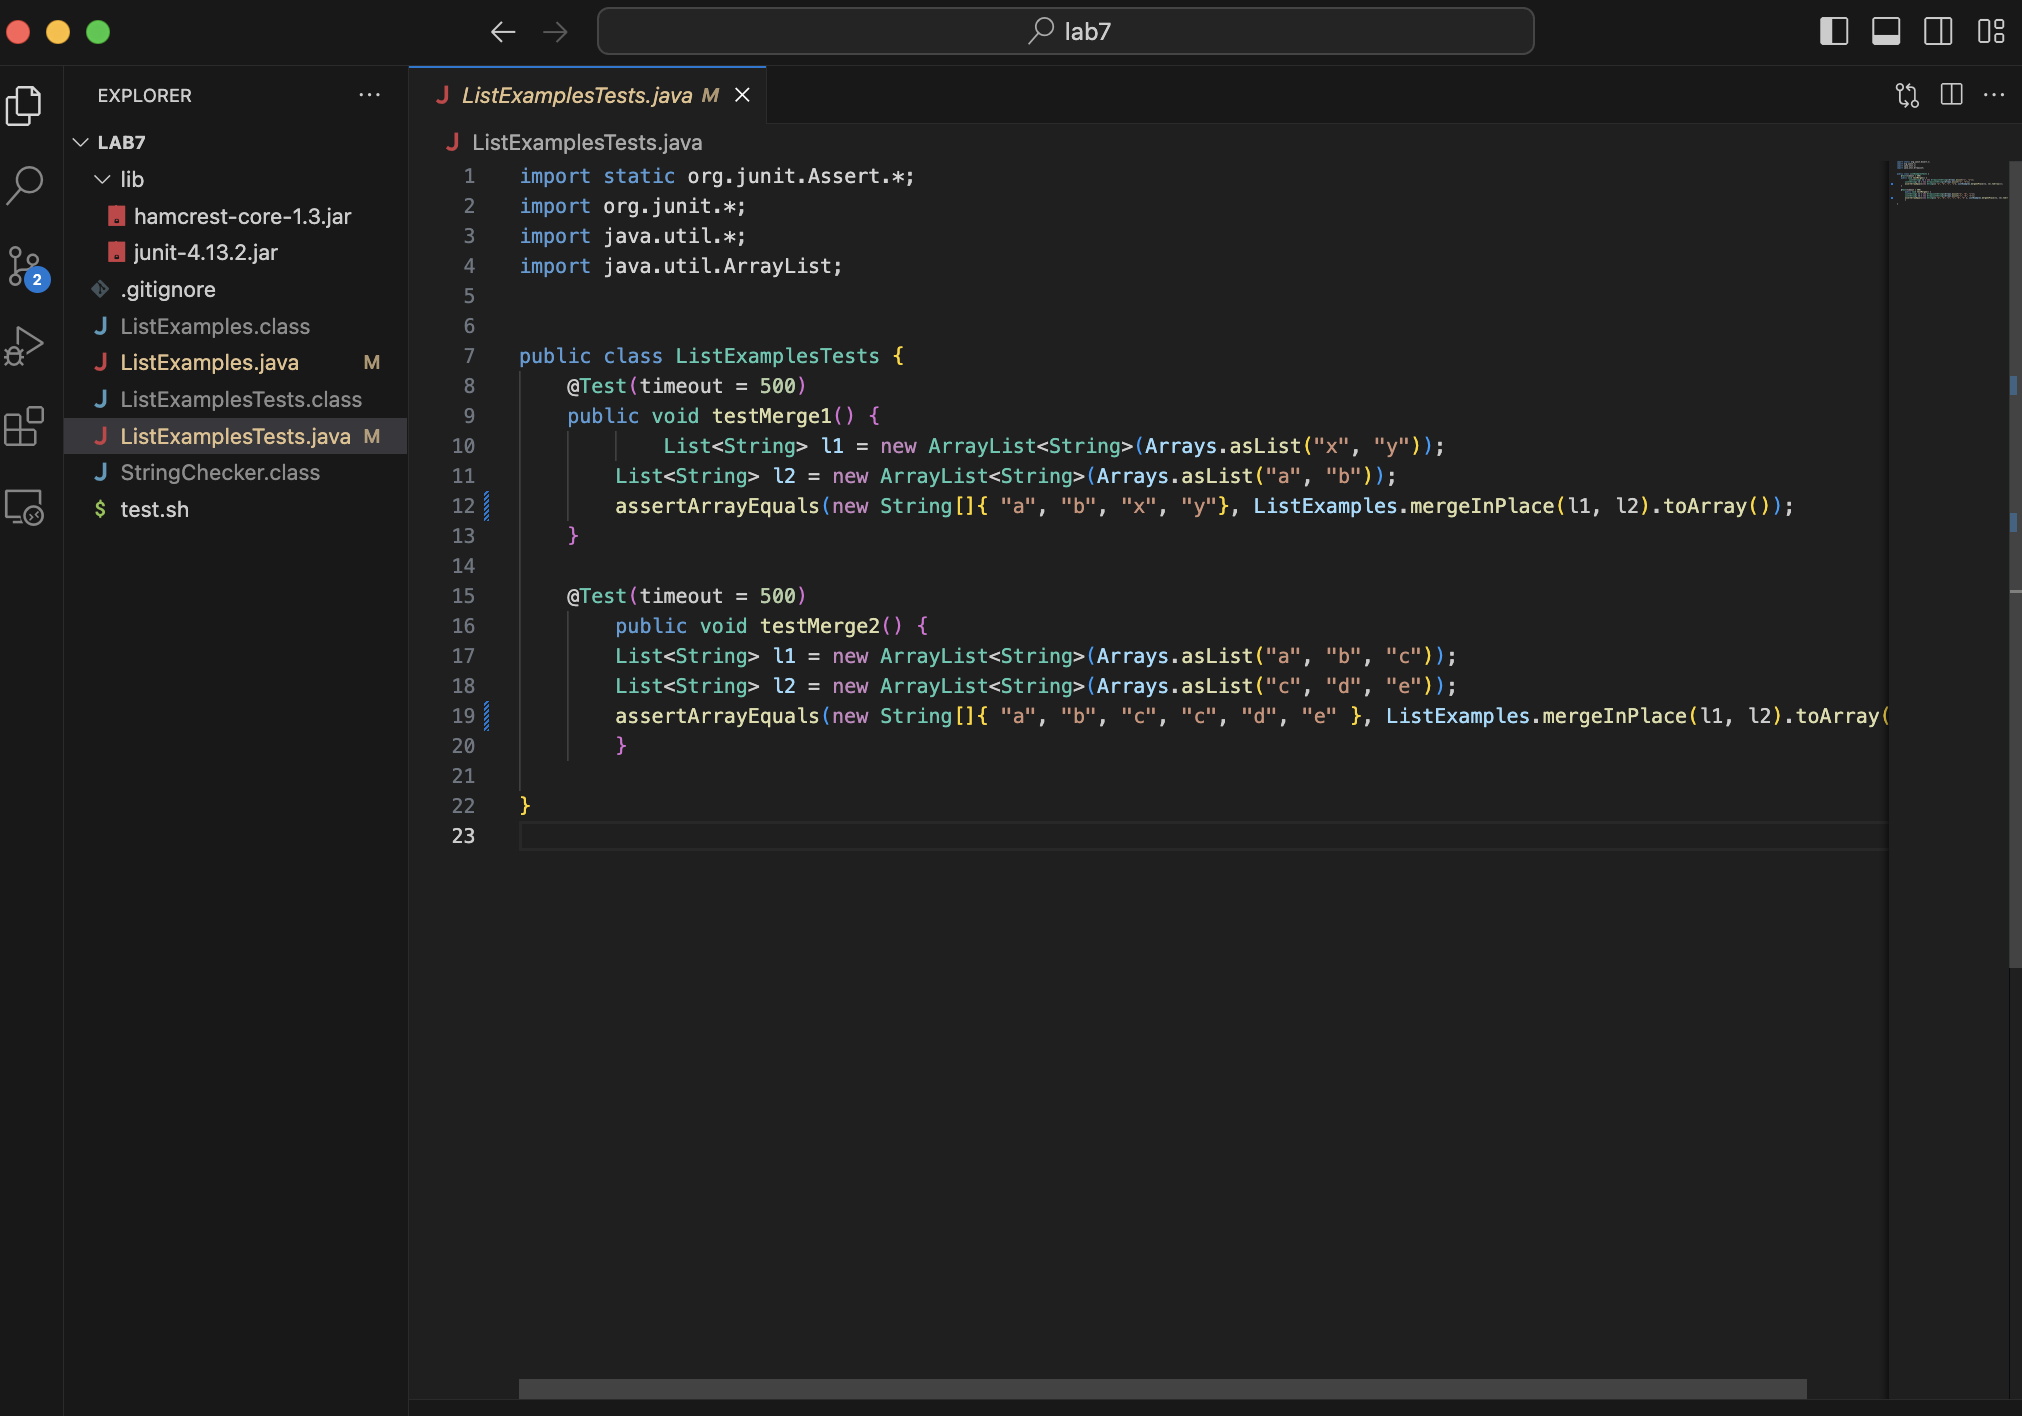 lab7
EXPLORER
LAB7
lib
hamcrest-core-1.3.jar
junit-4.13.2.jar
.gitignore
ListExamples.class
ListExamples.java M
ListExamplesTests.class
ListExamplesTests.java M
StringChecker.class
$ test.sh
2
J ListExamplesTests.java M
J ListExamplesTests.java
1 import static org.junit.Assert.*;
2 import org.junit.*;
3 import java.util.*;
4 import java.util.ArrayList;
5
6
7 public class ListExamplesTests {
8     @Test(timeout = 500)
9     public void testMerge1() {
10             List<String> l1 = new ArrayList<String>(Arrays.asList("x", "y"));
11         List<String> l2 = new ArrayList<String>(Arrays.asList("a", "b"));
12         assertArrayEquals(new String[]{ "a", "b", "x", "y"}, ListExamples.mergeInPlace(l1, l2).toArray());
13     }
14
15     @Test(timeout = 500)
16         public void testMerge2() {
17         List<String> l1 = new ArrayList<String>(Arrays.asList("a", "b", "c"));
18         List<String> l2 = new ArrayList<String>(Arrays.asList("c", "d", "e"));
19         assertArrayEquals(new String[]{ "a", "b", "c", "c", "d", "e" }, ListExamples.mergeInPlace(l1, l2).toArray(
20         }
21
22 }
23